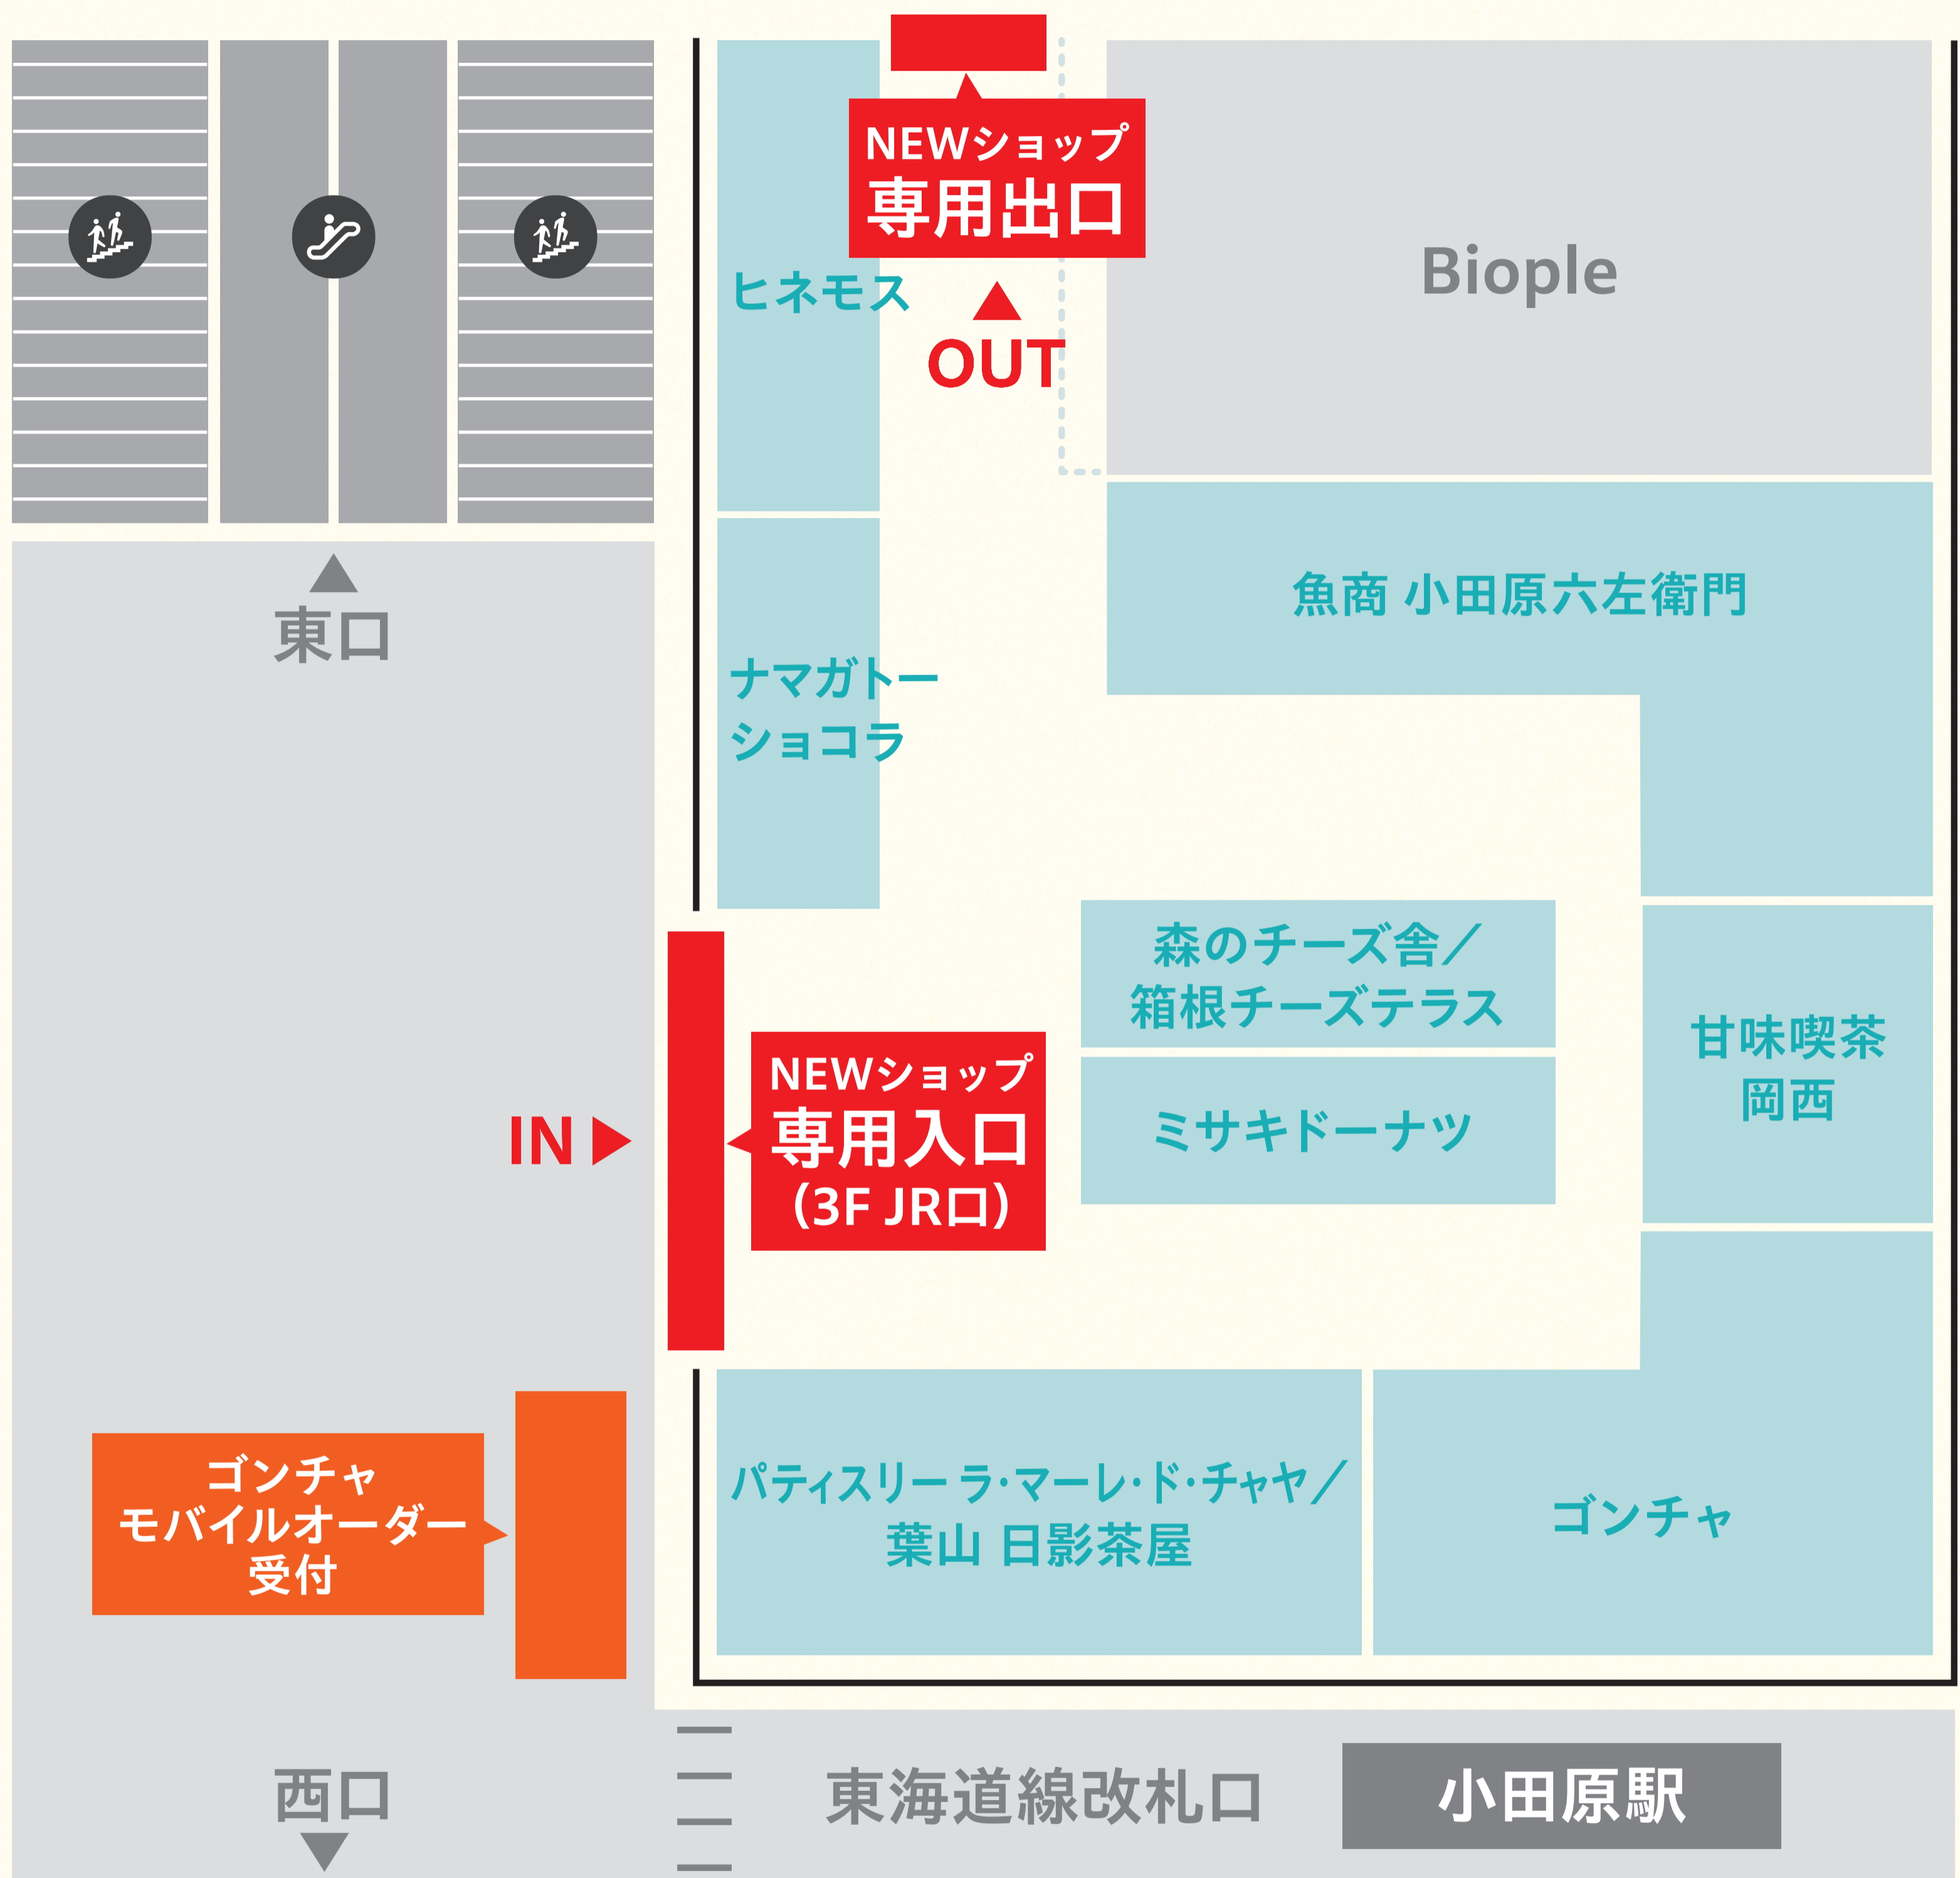 NEWショップ
専用出口
OUT
Biople
ヒネモス
東口
魚商 小田原六左衛門
ナマガトー
ショコラ
森のチーズ舎／
箱根チーズテラス
甘味喫茶
岡西
ミサキドーナツ
IN
NEWショップ
専用入口
（3F JR口）
ゴンチャ
モバイルオーダー
受付
パティスリー ラ・マーレ・ド・チャヤ／
葉山 日影茶屋
ゴンチャ
西口
東海道線改札口
小田原駅